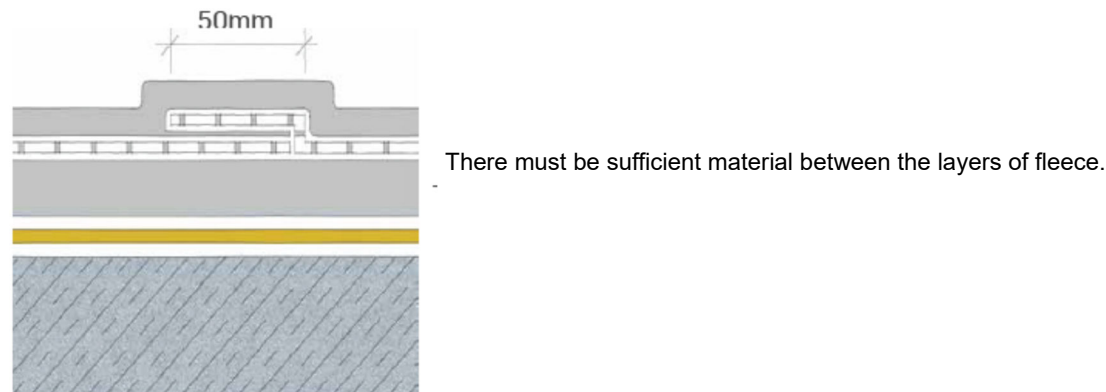 50mm
There must be sufficient material between the layers of fleece.